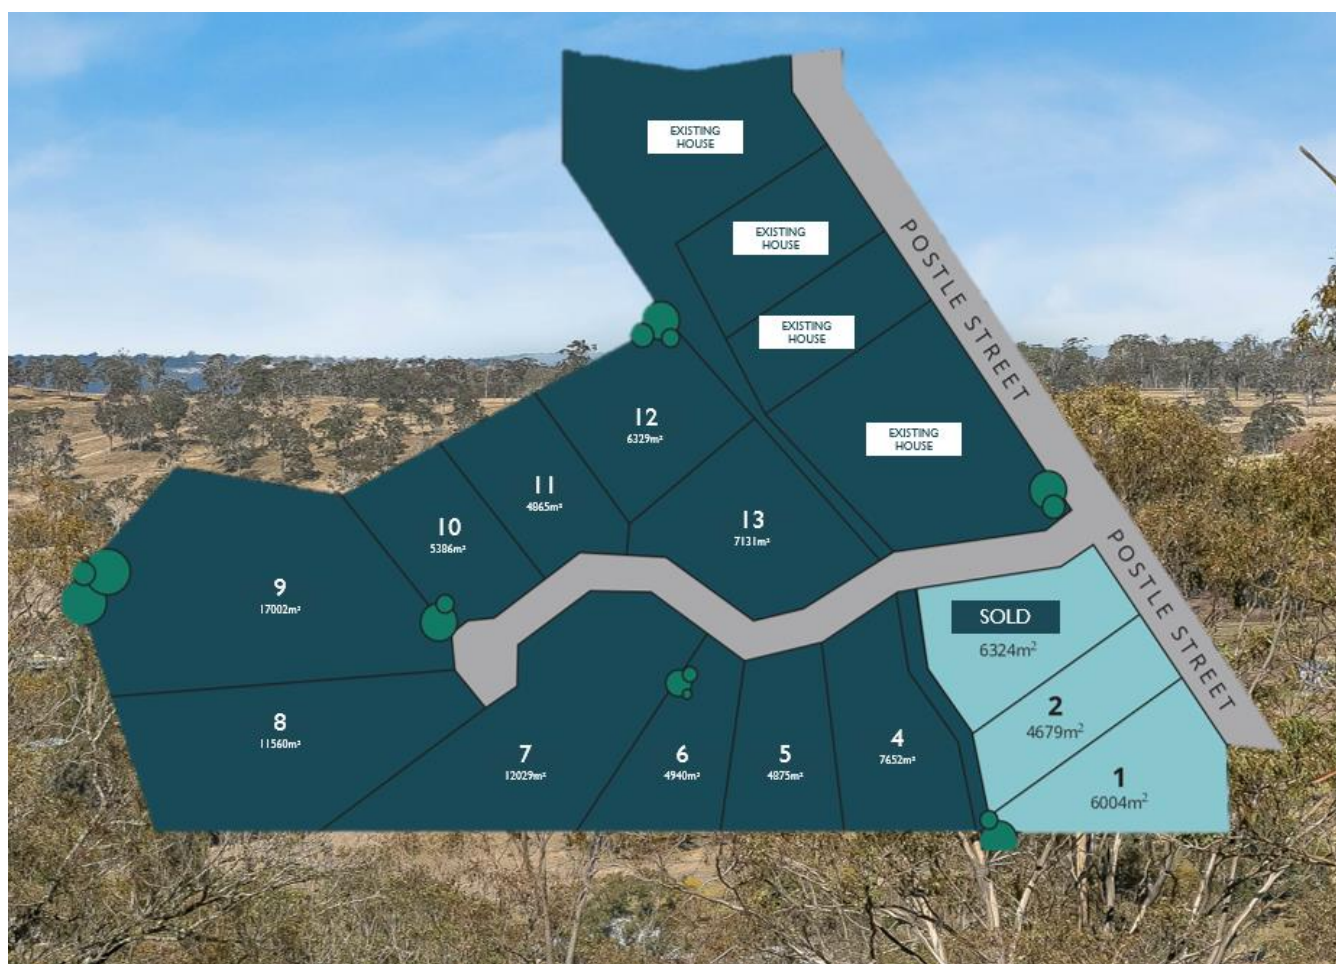 EXISTING
HOUSE
EXISTING
HOUSE
EXISTING
HOUSE
EXISTING
HOUSE
POSTLE STREET
POSTLE STREET
12
6329m²
11
4865m²
10
5386m²
13
7131m²
9
17002m²
8
11560m²
7
12029m²
6
4940m²
5
4875m²
4
7652m²
SOLD
6324m²
2
4679m²
1
6004m²